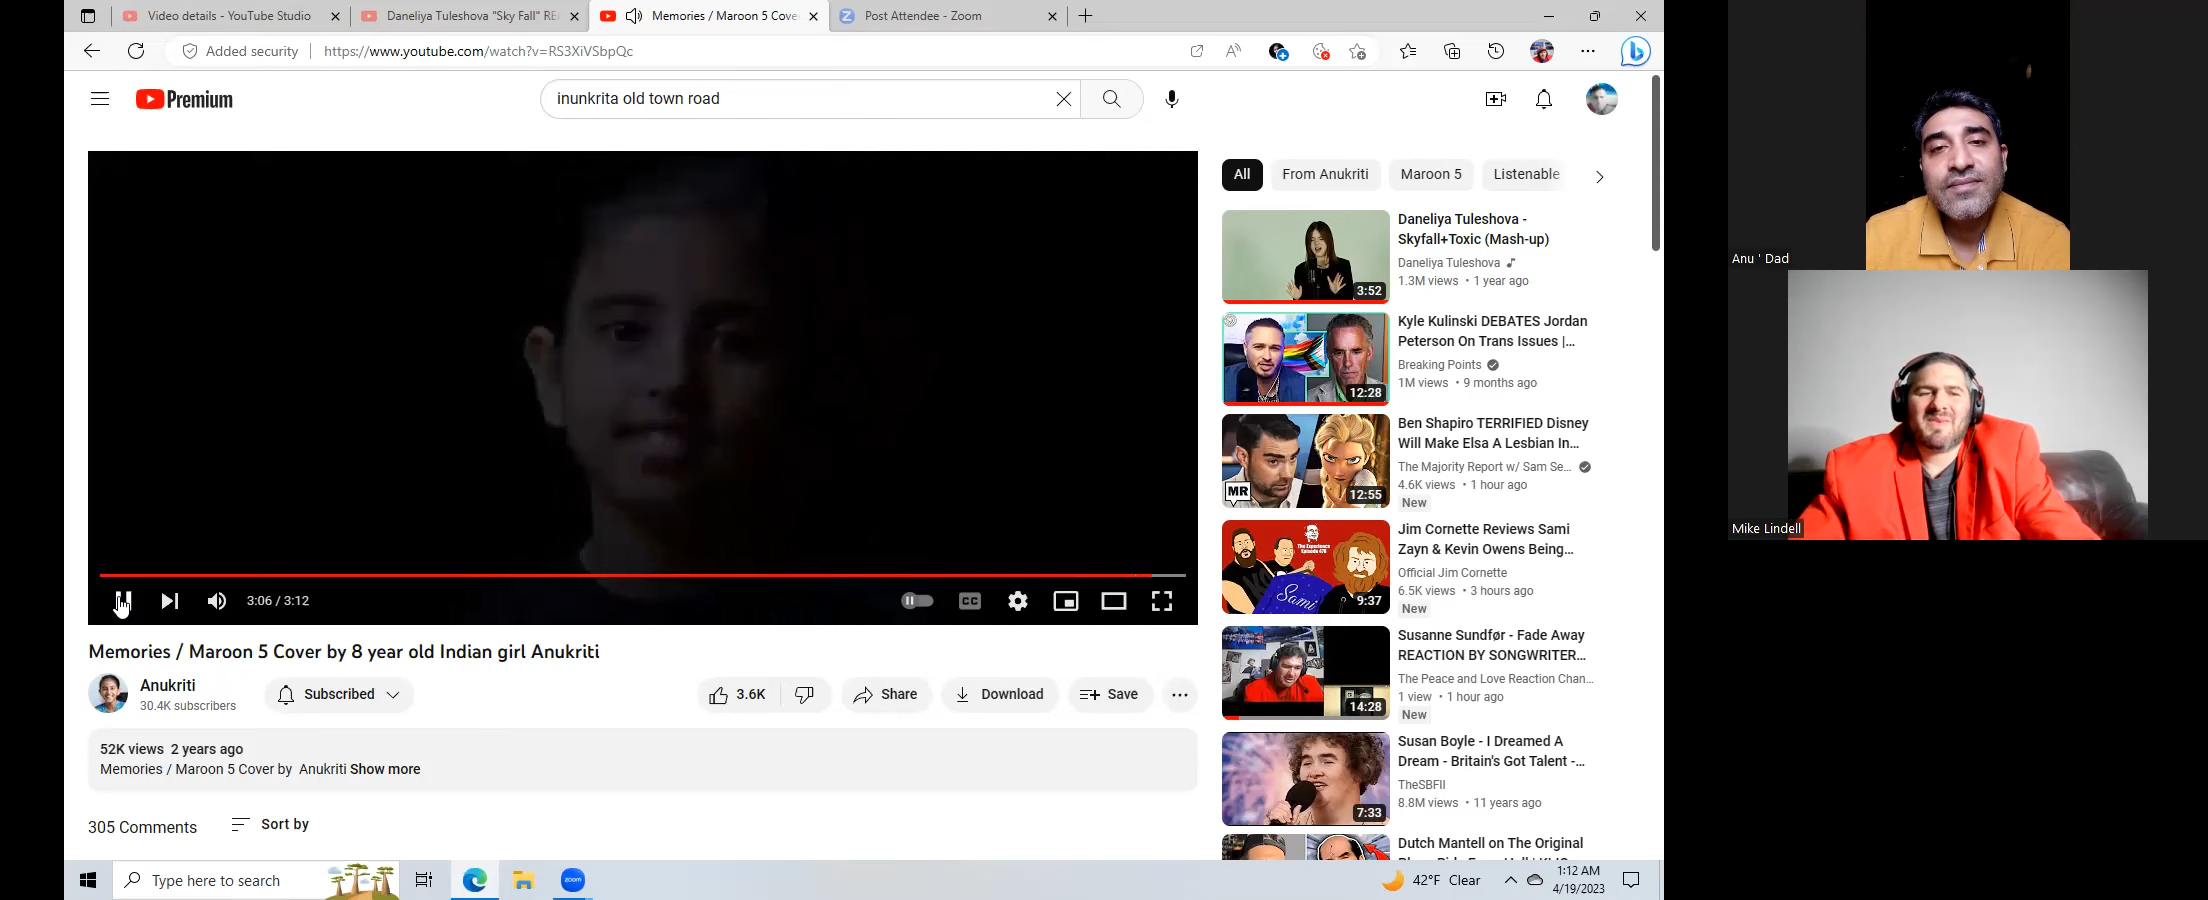 Video details - YouTube Studio
Daneliya Tuleshova "Sky Fall" RE
Memories / Maroon 5 Cove
Post Attendee - Zoom
Added security
https://www.youtube.com/watch?v=RS3XiVSbpQc
Premium
inunkrita old town road
All
From Anukriti
Maroon 5
Listenable
Daneliya Tuleshova -
Skyfall+Toxic (Mash-up)
Daneliya Tuleshova
1.3M views • 1 year ago
3:52
Kyle Kulinski DEBATES Jordan
Peterson On Trans Issues |...
Breaking Points
1M views • 9 months ago
12:28
Ben Shapiro TERRIFIED Disney
Will Make Elsa A Lesbian In...
The Majority Report w/ Sam Se...
4.6K views • 1 hour ago
New
MR
12:55
Jim Cornette Reviews Sami
Zayn & Kevin Owens Being...
Official Jim Cornette
6.5K views • 3 hours ago
New
Sami
9:37
Susanne Sundfør - Fade Away
REACTION BY SONGWRITER...
The Peace and Love Reaction Chan...
1 view • 1 hour ago
New
14:28
Susan Boyle - I Dreamed A
Dream - Britain's Got Talent -...
TheSBFII
8.8M views • 11 years ago
7:33
Dutch Mantell on The Original
3:06 / 3:12
CC
Memories / Maroon 5 Cover by 8 year old Indian girl Anukriti
Anukriti
30.4K subscribers
Subscribed
3.6K
Share
Download
Save
52K views 2 years ago
Memories / Maroon 5 Cover by Anukriti Show more
305 Comments
Sort by
Type here to search
zoom
42°F Clear
1:12 AM
4/19/2023
Anu ' Dad
Mike Lindell